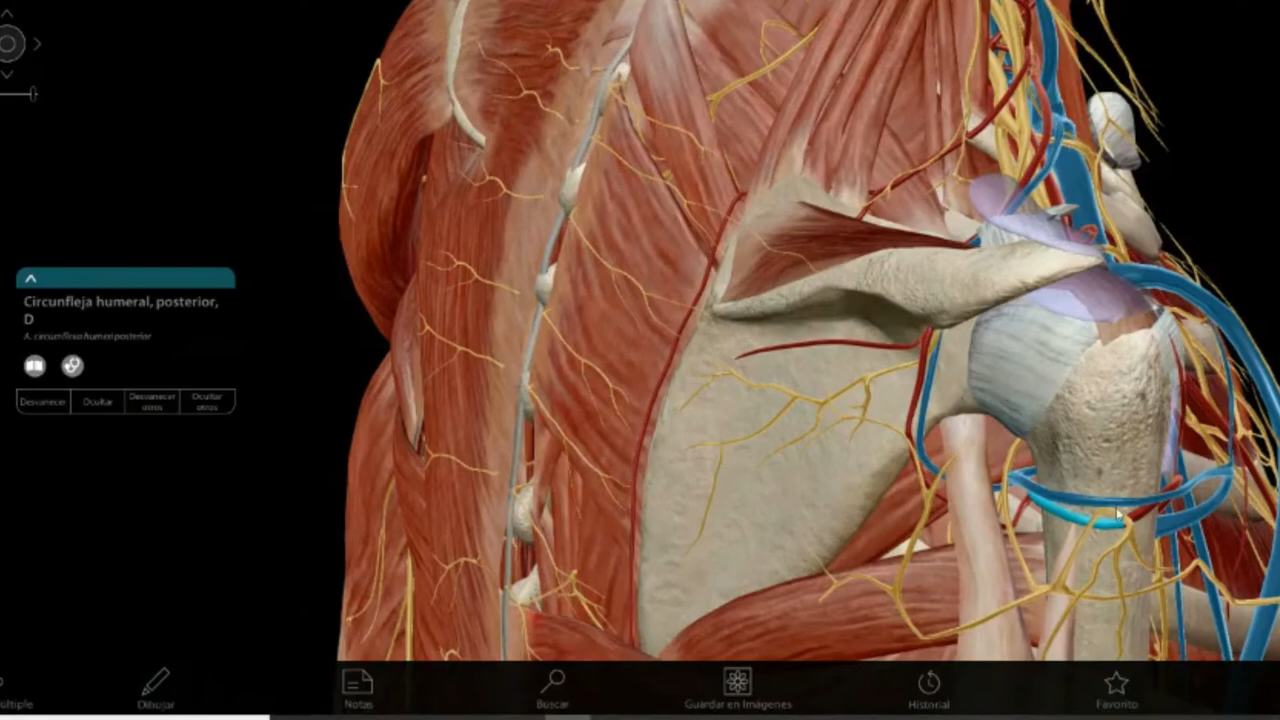 Circunfleja humeral, posterior,
D
A. circumflexa humeri posterior
Desvanecer
Ocultar
Desvanecer
otros
Ocultar
otros
Dibujar
Notas
Buscar
Guardar en Imágenes
Historial
Favorito